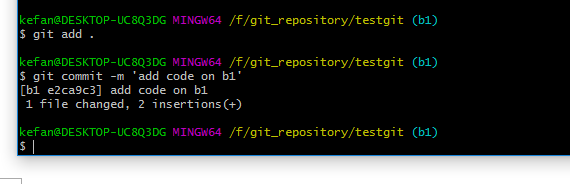 kefan@DESKTOP-UC8Q3DG MINGW64 /f/git_repository/testgit (b1)
$ git add .
kefan@DESKTOP-UC8Q3DG MINGW64 /f/git_repository/testgit (b1)
$ git commit -m 'add code on b1'
[b1 e2ca9c3] add code on b1
 1 file changed, 2 insertions(+)
kefan@DESKTOP-UC8Q3DG MINGW64 /f/git_repository/testgit (b1)
$